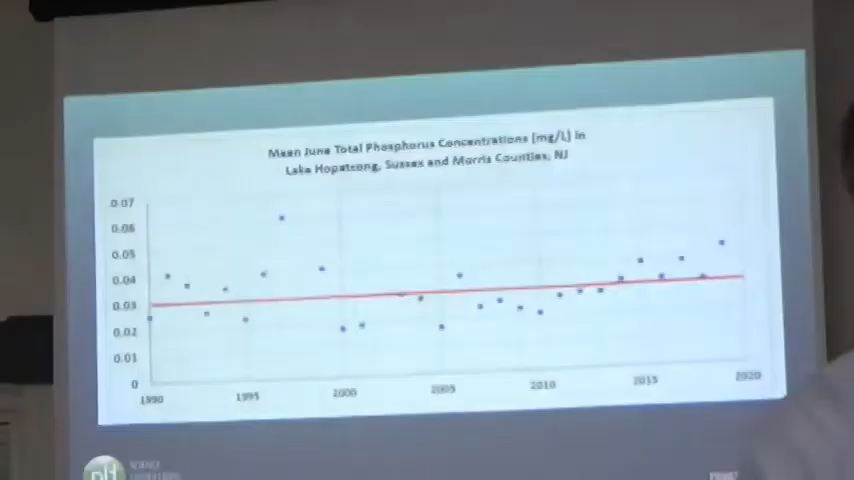 Mean June Total Phosphorus Concentrations (mg/L) in
Lake Hopatcong, Sussex and Morris Counties, NJ
0.07
0.06
0.05
0.04
0.03
0.02
0.01
0
1990 1995 2000 2005 2010 2015 2020
pH